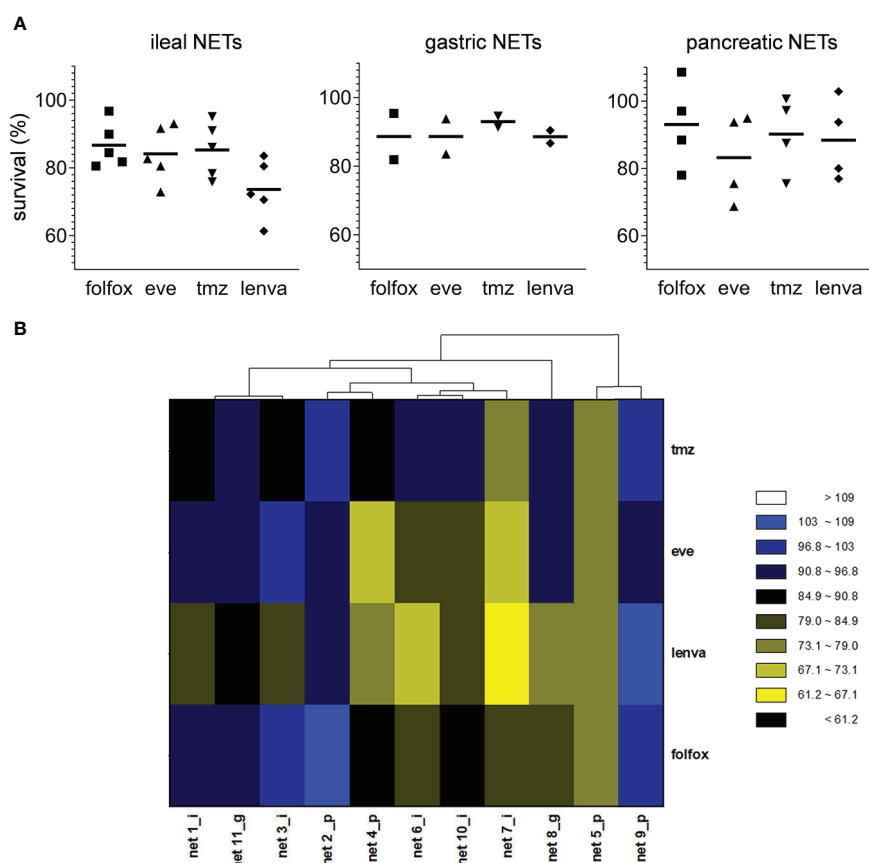 A
ileal NETs gastric NETs pancreatic NETs
survival (%)
100 100 100
80 80 80
60 60 60
folfox eve tmz lenva folfox eve tmz lenva folfox eve tmz lenva
B
tmz
eve
lenva
folfox
> 109
103 ~ 109
96.8 ~ 103
90.8 ~ 96.8
84.9 ~ 90.8
79.0 ~ 84.9
73.1 ~ 79.0
67.1 ~ 73.1
61.2 ~ 67.1
< 61.2
net 1_i
net 11_g
net 3_i
net 2 _p
net 4_p
net 6_i
net 10_i
net 7_i
net 8_g
net 5_p
net 9_p